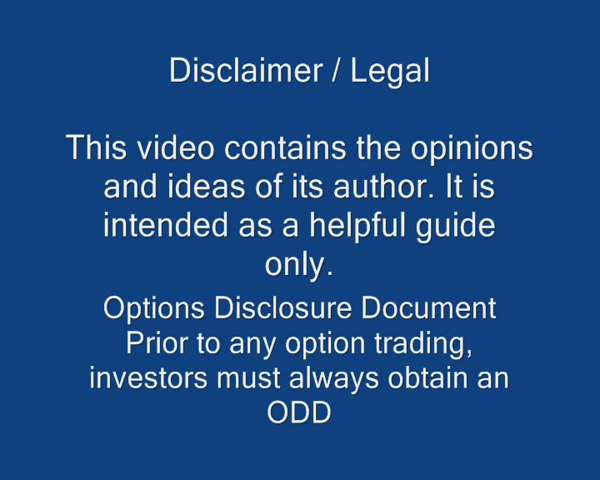 Disclaimer / Legal
This video contains the opinions
and ideas of its author. It is
intended as a helpful guide
only.
Options Disclosure Document
Prior to any option trading,
investors must always obtain an
ODD